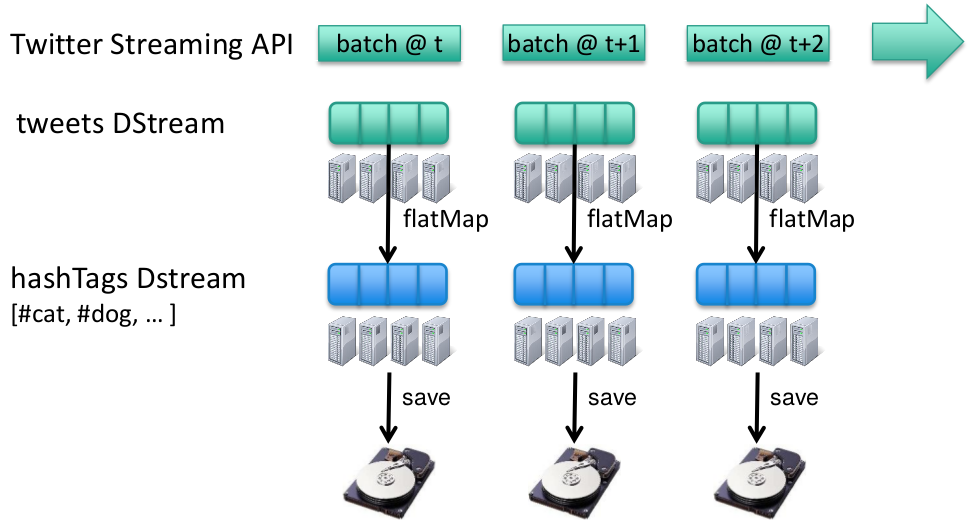 Twitter Streaming API
batch @ t
batch @ t+1
batch @ t+2
tweets DStream
flatMap
flatMap
flatMap
hashTags Dstream
[#cat, #dog, … ]
save
save
save